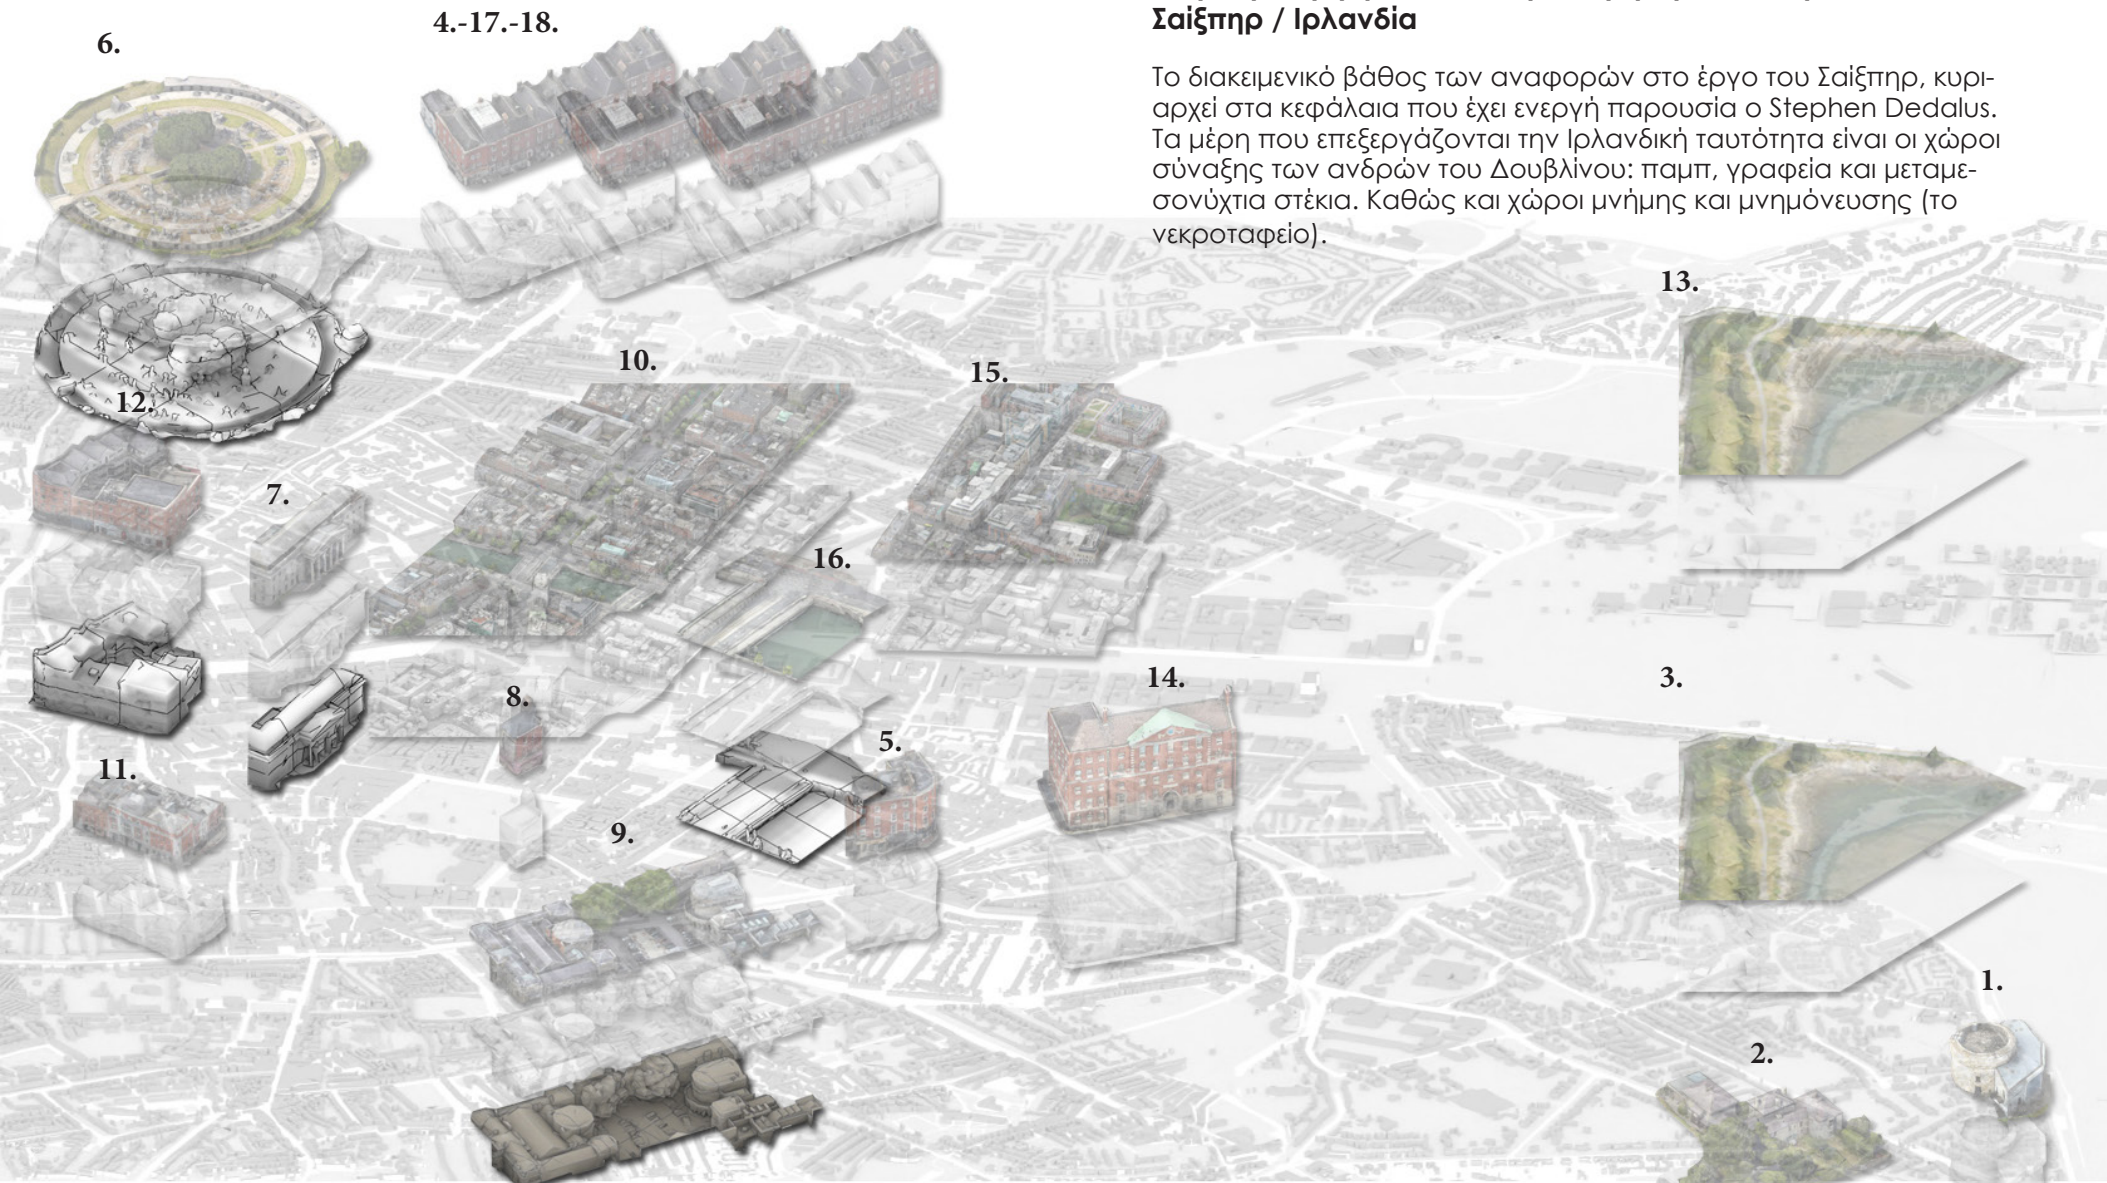 Σαίξπηρ / Ιρλανδία
Το διακειμενικό βάθος των αναφορών στο έργο του Σαίξπηρ, κυρι-
αρχεί στα κεφάλαια που έχει ενεργή παρουσία ο Stephen Dedalus.
Τα μέρη που επεξεργάζονται την Ιρλανδική ταυτότητα είναι οι χώροι
σύναξης των ανδρών του Δουβλίνου: παμπ, γραφεία και μεταμε-
σονύχτια στέκια. Καθώς και χώροι μνήμης και μνημόνευσης (το
νεκροταφείο).
4.-17.-18.
6.
13.
10.
15.
12.
7.
16.
14.
3.
8.
5.
11.
9.
1.
2.